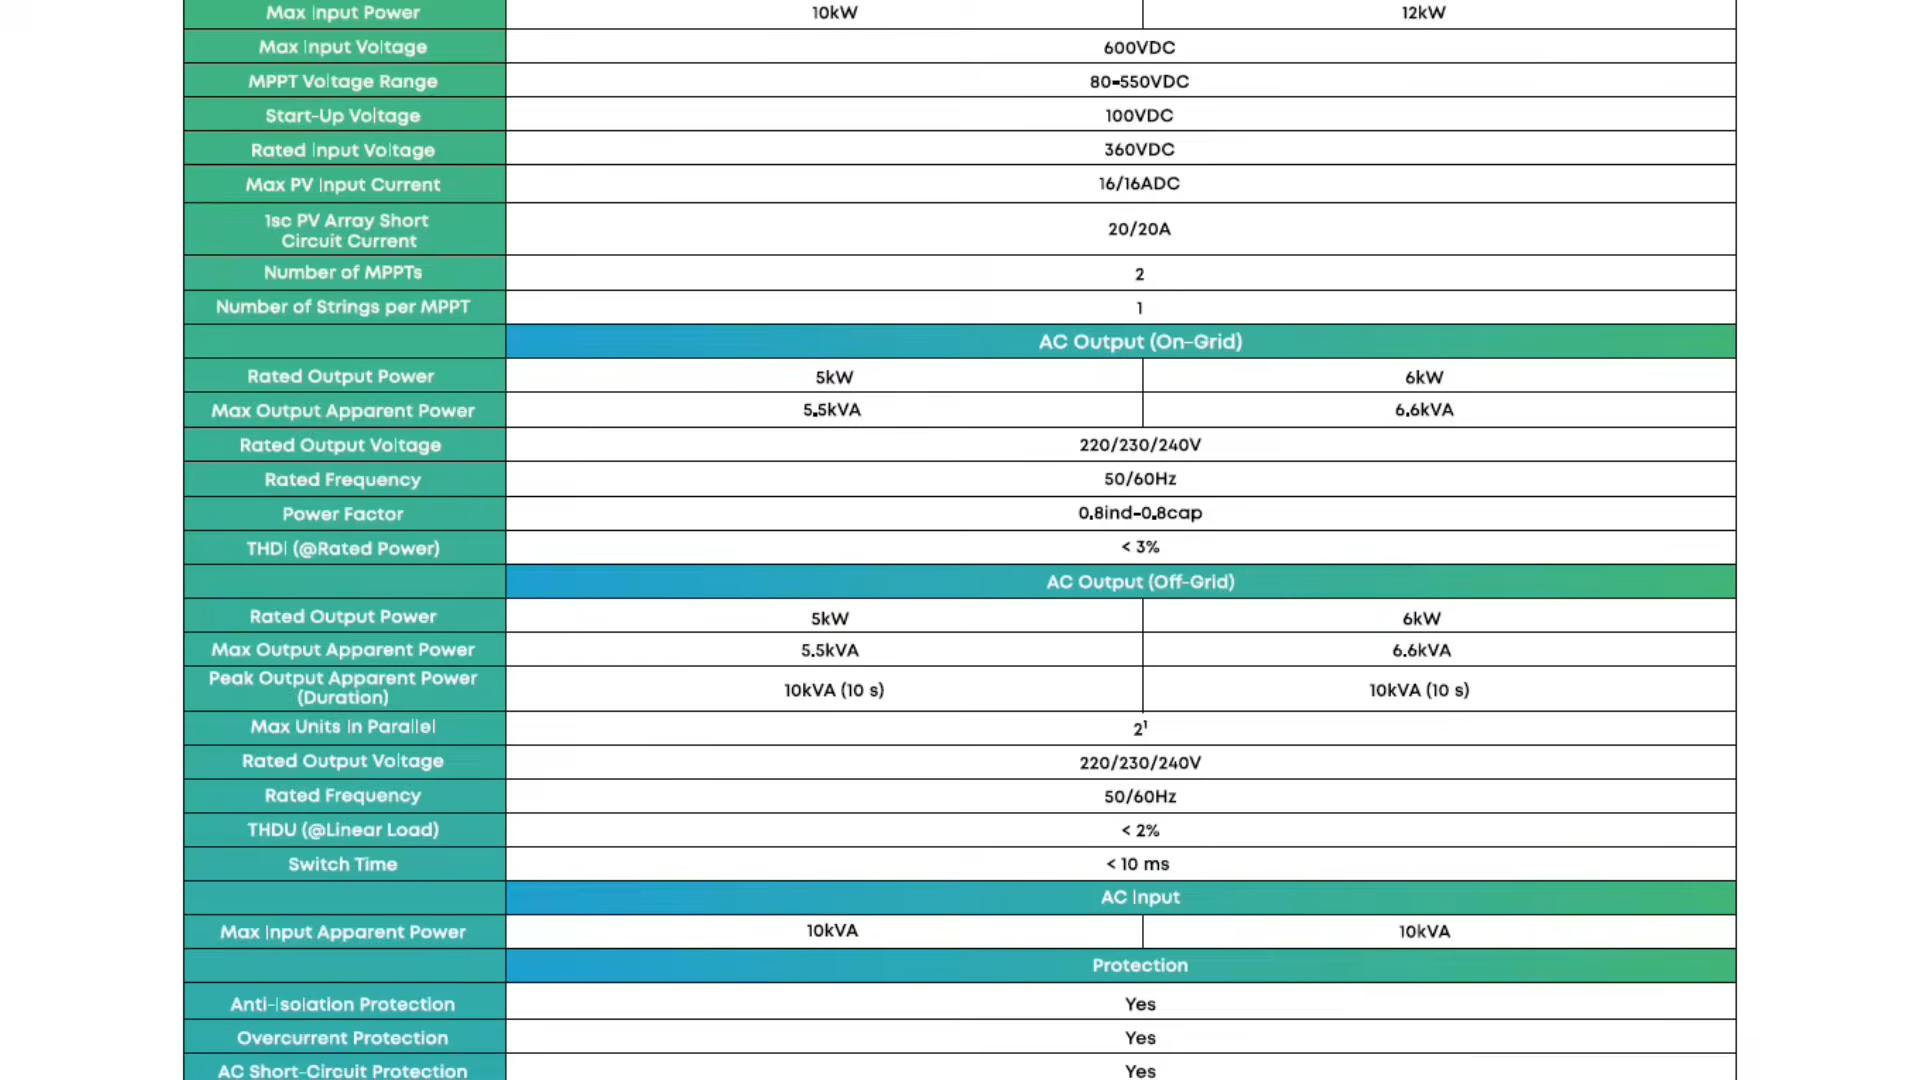 Max Input Power 10kW 12kW
Max Input Voltage 600VDC
MPPT Voltage Range 80-550VDC
Start-Up Voltage 100VDC
Rated Input Voltage 360VDC
Max PV Input Current 16/16ADC
1sc PV Array Short
Circuit Current 20/20A
Number of MPPTs 2
Number of Strings per MPPT 1
AC Output (On-Grid)
Rated Output Power 5kW 6kW
Max Output Apparent Power 5.5kVA 6.6kVA
Rated Output Voltage 220/230/240V
Rated Frequency 50/60Hz
Power Factor 0.8ind-0.8cap
THDI (@Rated Power) < 3%
AC Output (Off-Grid)
Rated Output Power 5kW 6kW
Max Output Apparent Power 5.5kVA 6.6kVA
Peak Output Apparent Power
(Duration) 10kVA (10 s) 10kVA (10 s)
Max Units In Parallel 2¹
Rated Output Voltage 220/230/240V
Rated Frequency 50/60Hz
THDU (@Linear Load) < 2%
Switch Time < 10 ms
AC Input
Max Input Apparent Power 10kVA 10kVA
Protection
Anti-Isolation Protection Yes
Overcurrent Protection Yes
AC Short-Circuit Protection Yes